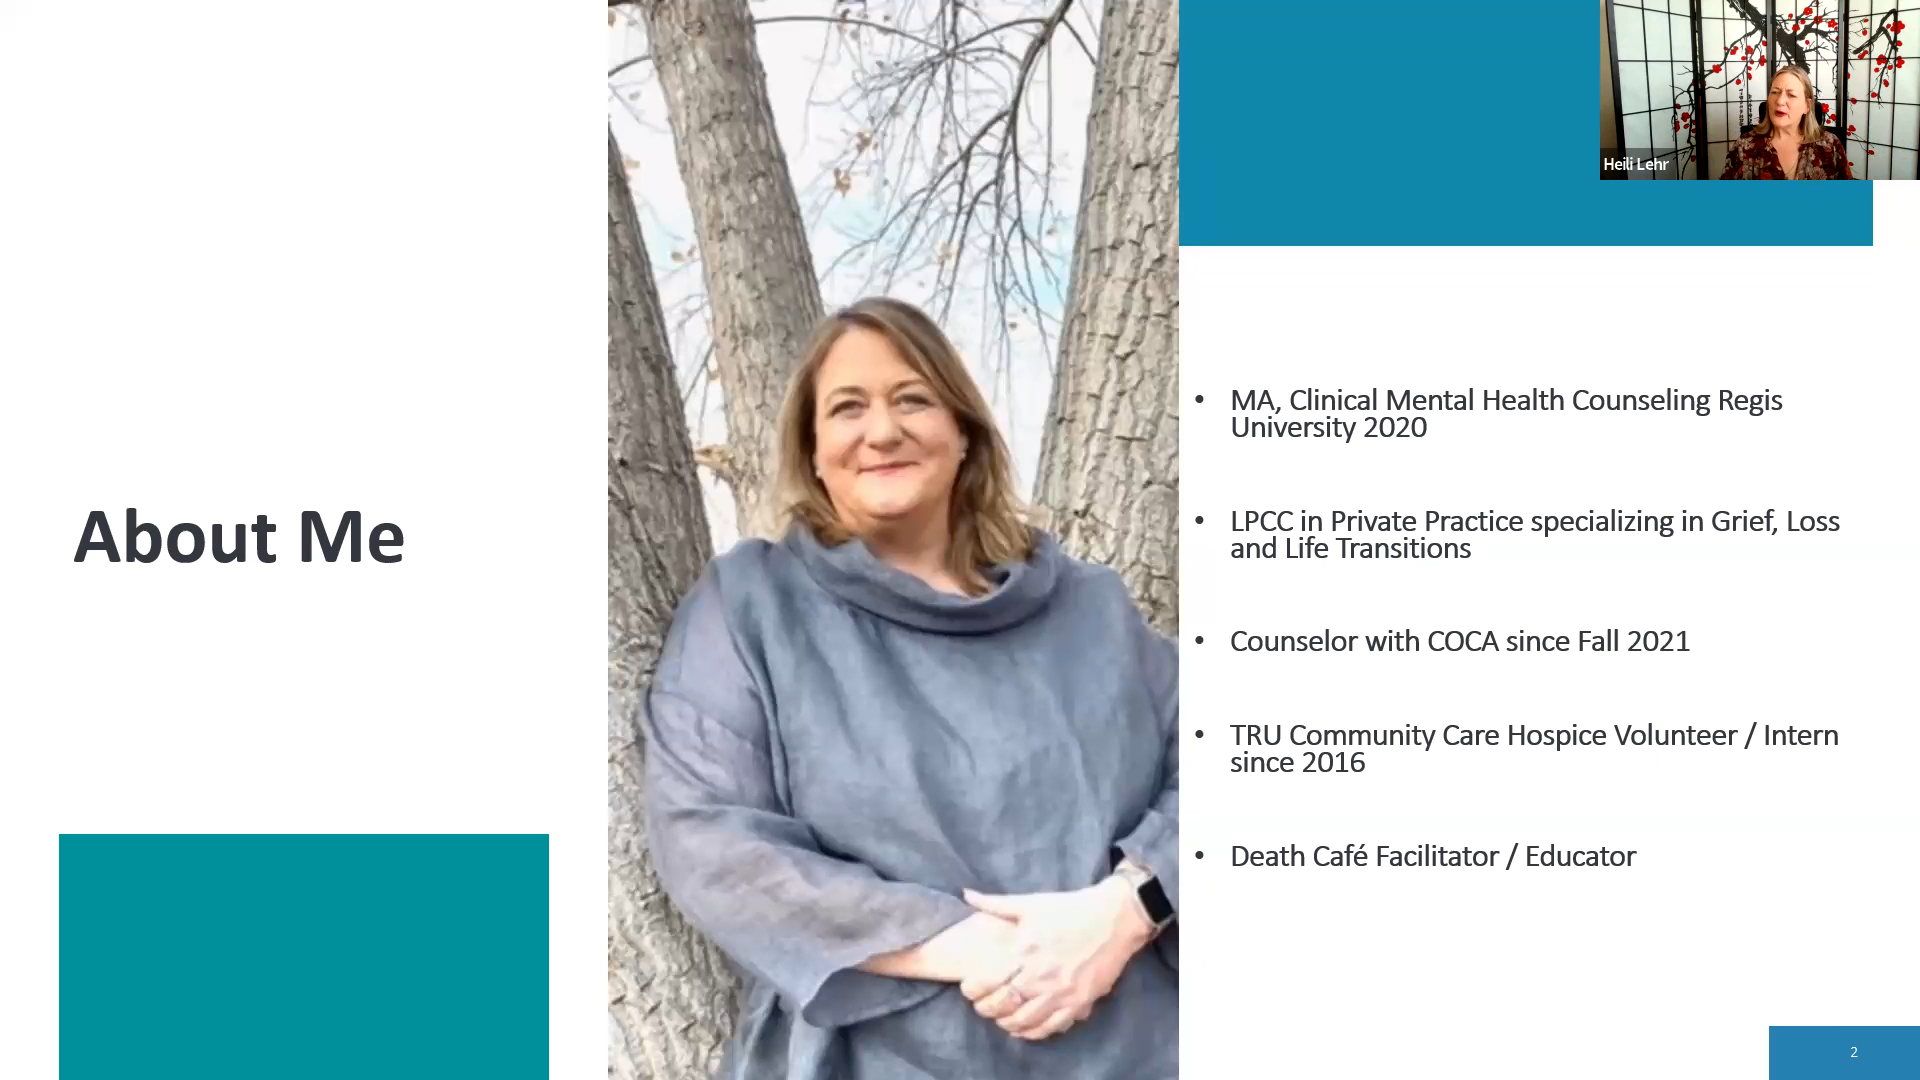 Heili Lehr
About Me
• MA, Clinical Mental Health Counseling Regis
University 2020
• LPCC in Private Practice specializing in Grief, Loss
and Life Transitions
• Counselor with COCA since Fall 2021
• TRU Community Care Hospice Volunteer / Intern
since 2016
• Death Café Facilitator / Educator
2